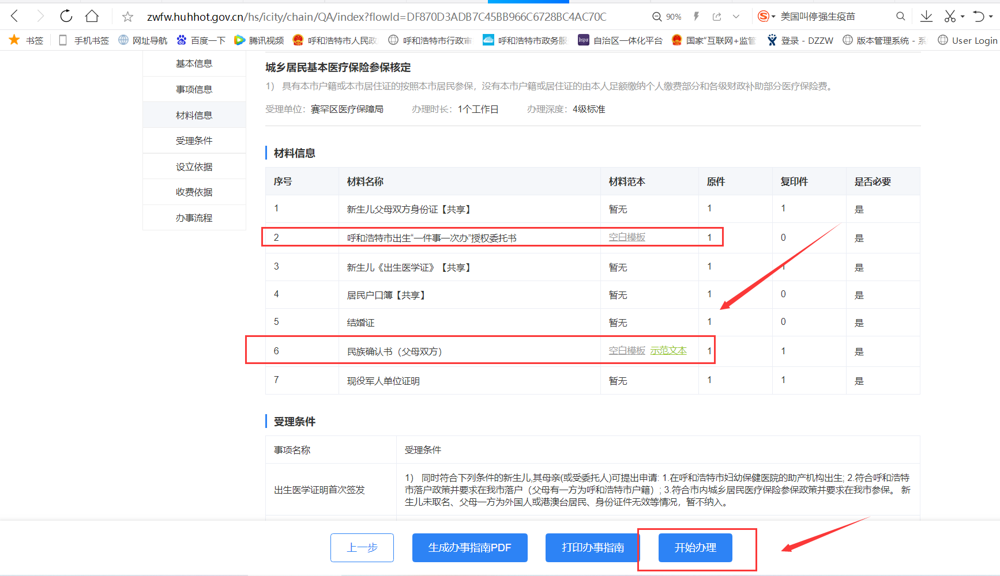 zwfw.huhhot.gov.cn/hs/icity/chain/QA/index?flowId=DF870D3ADB7C45BB966C6728BC4AC70C 90% 美国叫停强生疫苗
书签 手机书签 网址导航 百度一下 腾讯视频 呼和浩特市人民政 呼和浩特市行政审 呼和浩特市政务服 自治区一体化平台 国家“互联网+监管 登录 - DZZW 版本管理系统 - 系 User Login
基本信息
事项信息
材料信息
受理条件
设立依据
收费依据
办事流程
城乡居民基本医疗保险参保核定
1） 具有本市户籍或本市居住证的按照本市居民参保，没有本市户籍或居住证的由本人足额缴纳个人缴费部分和各级财政补助部分医疗保险费。
受理单位：赛罕区医疗保障局 办理时长：1个工作日 办理深度：4级标准
材料信息
序号 材料名称 材料范本 原件 复印件 是否必要
1 新生儿父母双方身份证【共享】 暂无 1 1 是
2 呼和浩特市出生“一件事一次办”授权委托书 空白模板 1 0 是
3 新生儿《出生医学证》【共享】 暂无 1 1 是
4 居民户口簿【共享】 暂无 1 0 是
5 结婚证 暂无 1 0 是
6 民族确认书（父母双方） 空白模板 示范文本 1 1 是
7 现役军人单位证明 暂无 1 1 是
受理条件
事项名称 受理条件
出生医学证明首次签发
1） 同时符合下列条件的新生儿,其母亲(或受委托人)可提出申请: 1.在呼和浩特市妇幼保健医院的助产机构出生; 2.符合呼和浩特
市落户政策并要求在我市落户（父母有一方为呼和浩特市户籍）; 3.符合市内城乡居民医疗保险参保政策并要求在我市参保。 新
生儿未取名、父母一方为外国人或港澳台居民、身份证件无效等情况，暂不纳入。
上一步 生成办事指南PDF 打印办事指南 开始办理